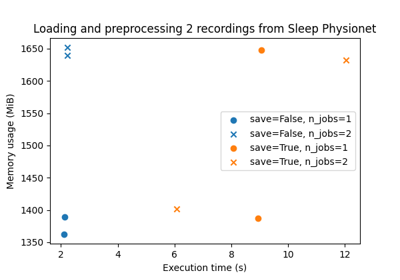 Loading and preprocessing 2 recordings from Sleep Physionet
1650
1600
1550
1500
1450
1400
1350
Memory usage (MiB)
save=False, n_jobs=1
save=False, n_jobs=2
save=True, n_jobs=1
save=True, n_jobs=2
2 4 6 8 10 12
Execution time (s)